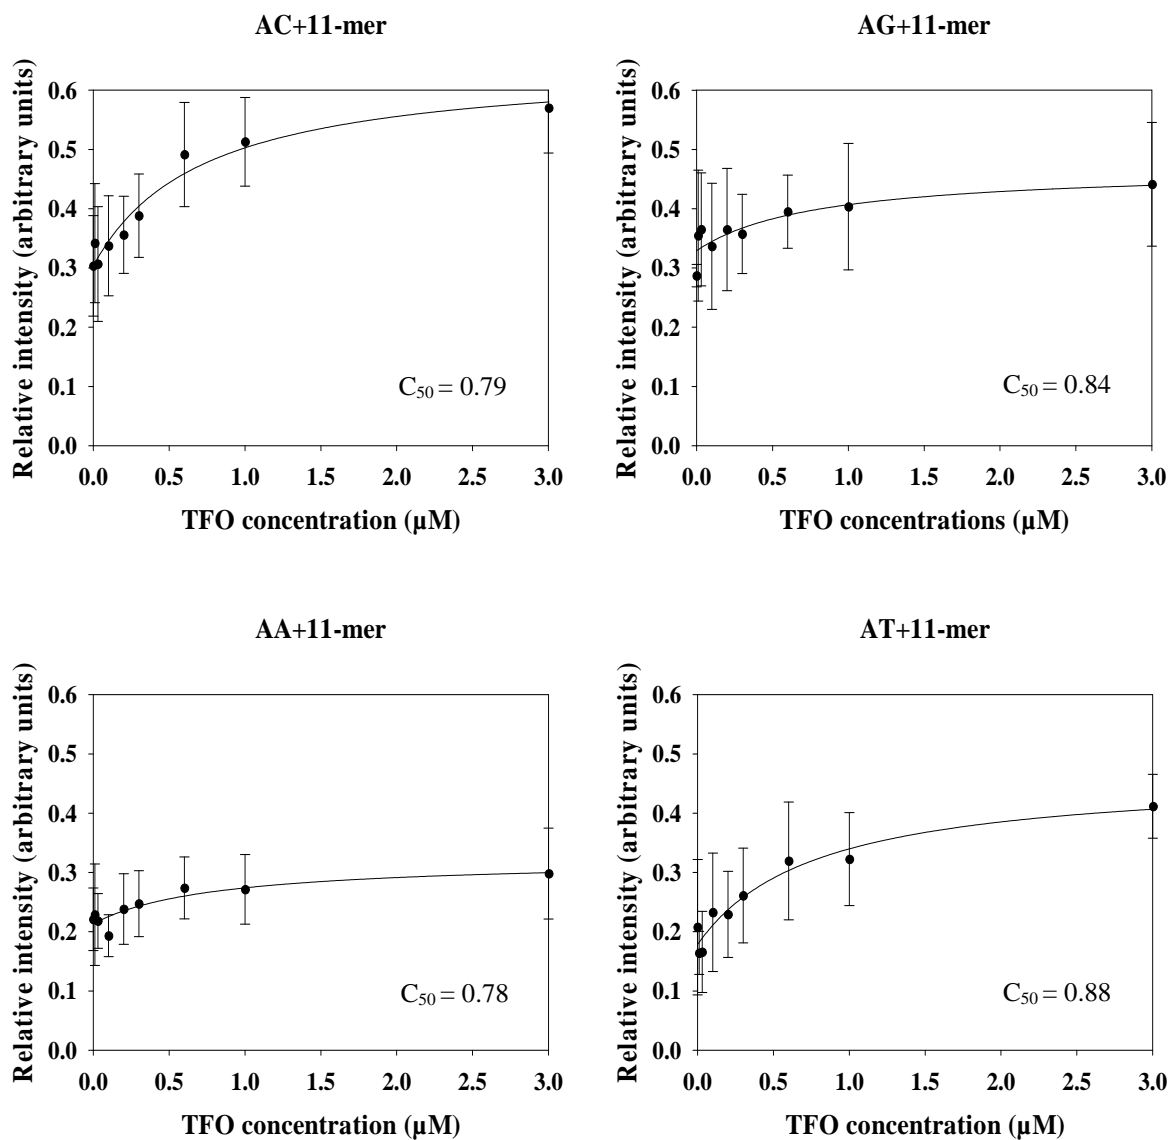 AC+11-mer
Relative intensity (arbitrary units)
0.6
0.5
0.4
0.3
0.2
0.1
0.0
C₅₀ = 0.79
0.0 0.5 1.0 1.5 2.0 2.5 3.0
TFO concentration (µM)
AG+11-mer
Relative intensity (arbitrary units)
0.6
0.5
0.4
0.3
0.2
0.1
0.0
C₅₀ = 0.84
0.0 0.5 1.0 1.5 2.0 2.5 3.0
TFO concentrations (µM)
AA+11-mer
Relative intensity (arbitrary units)
0.6
0.5
0.4
0.3
0.2
0.1
0.0
C₅₀ = 0.78
0.0 0.5 1.0 1.5 2.0 2.5 3.0
TFO concentration (µM)
AT+11-mer
Relative intensity (arbitrary units)
0.6
0.5
0.4
0.3
0.2
0.1
0.0
C₅₀ = 0.88
0.0 0.5 1.0 1.5 2.0 2.5 3.0
TFO concentration (µM)